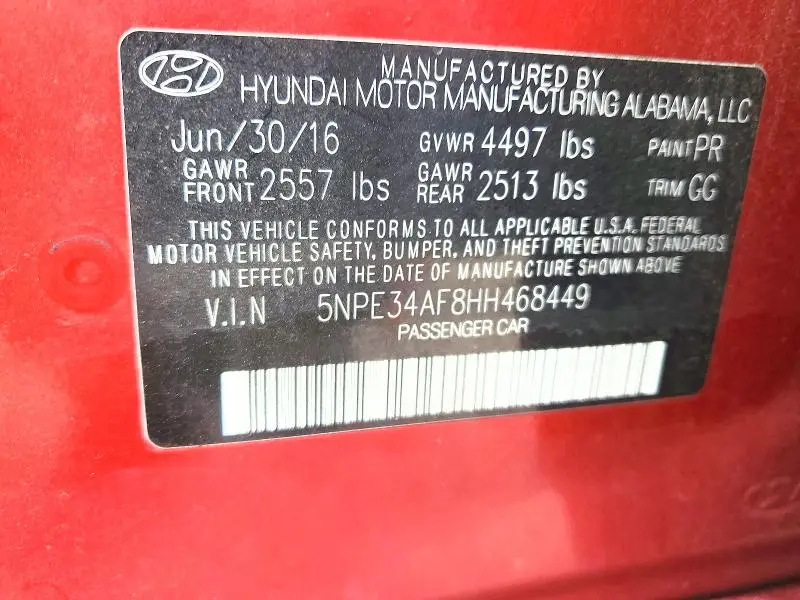 MANUFACTURED BY
HYUNDAI MOTOR MANUFACTURING ALABAMA, LLC
Jun/30/16 GVWR 4497 lbs PAINT PR
GAWR FRONT 2557 lbs GAWR REAR 2513 lbs TRIM GG
THIS VEHICLE CONFORMS TO ALL APPLICABLE U.S.A. FEDERAL
MOTOR VEHICLE SAFETY, BUMPER, AND THEFT PREVENTION STANDARDS
IN EFFECT ON THE DATE OF MANUFACTURE SHOWN ABOVE
V.I.N 5NPE34AF8HH468449
PASSENGER CAR